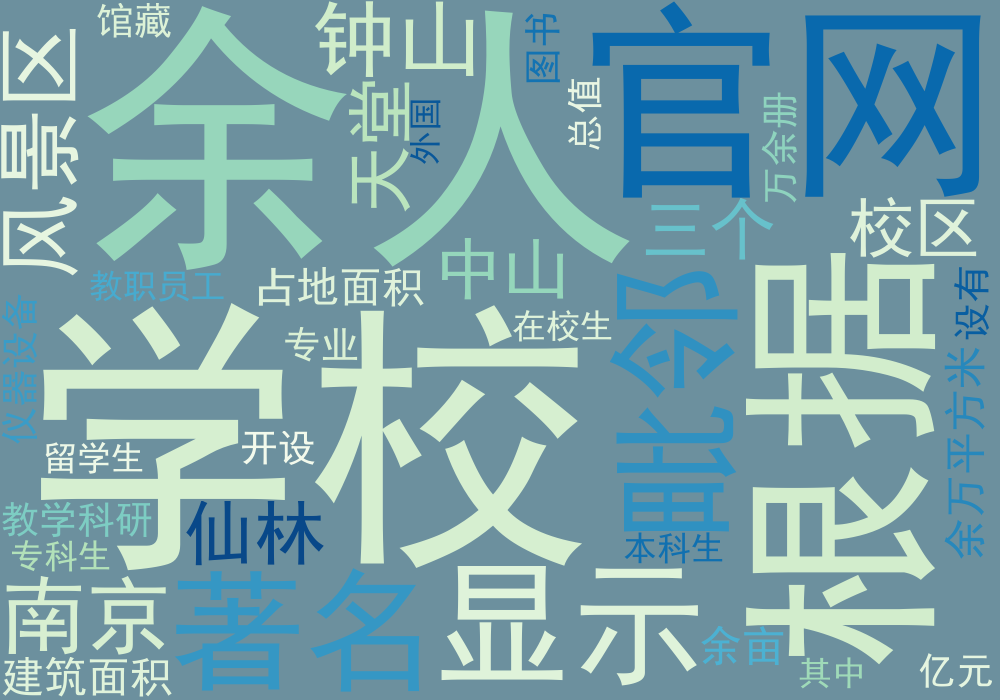 馆藏
钟山
图书
官网
风景区
余人
天堂
外国
总值
万余册
三个
校区
中山
教职员工
占地面积
毗邻
根据
设有
仪器设备
学校
专业
在校生
余万平方米
留学生
开设
教学科研
仙林
专科生
本科生
南京
著名
显示
余亩
建筑面积
其中
亿元